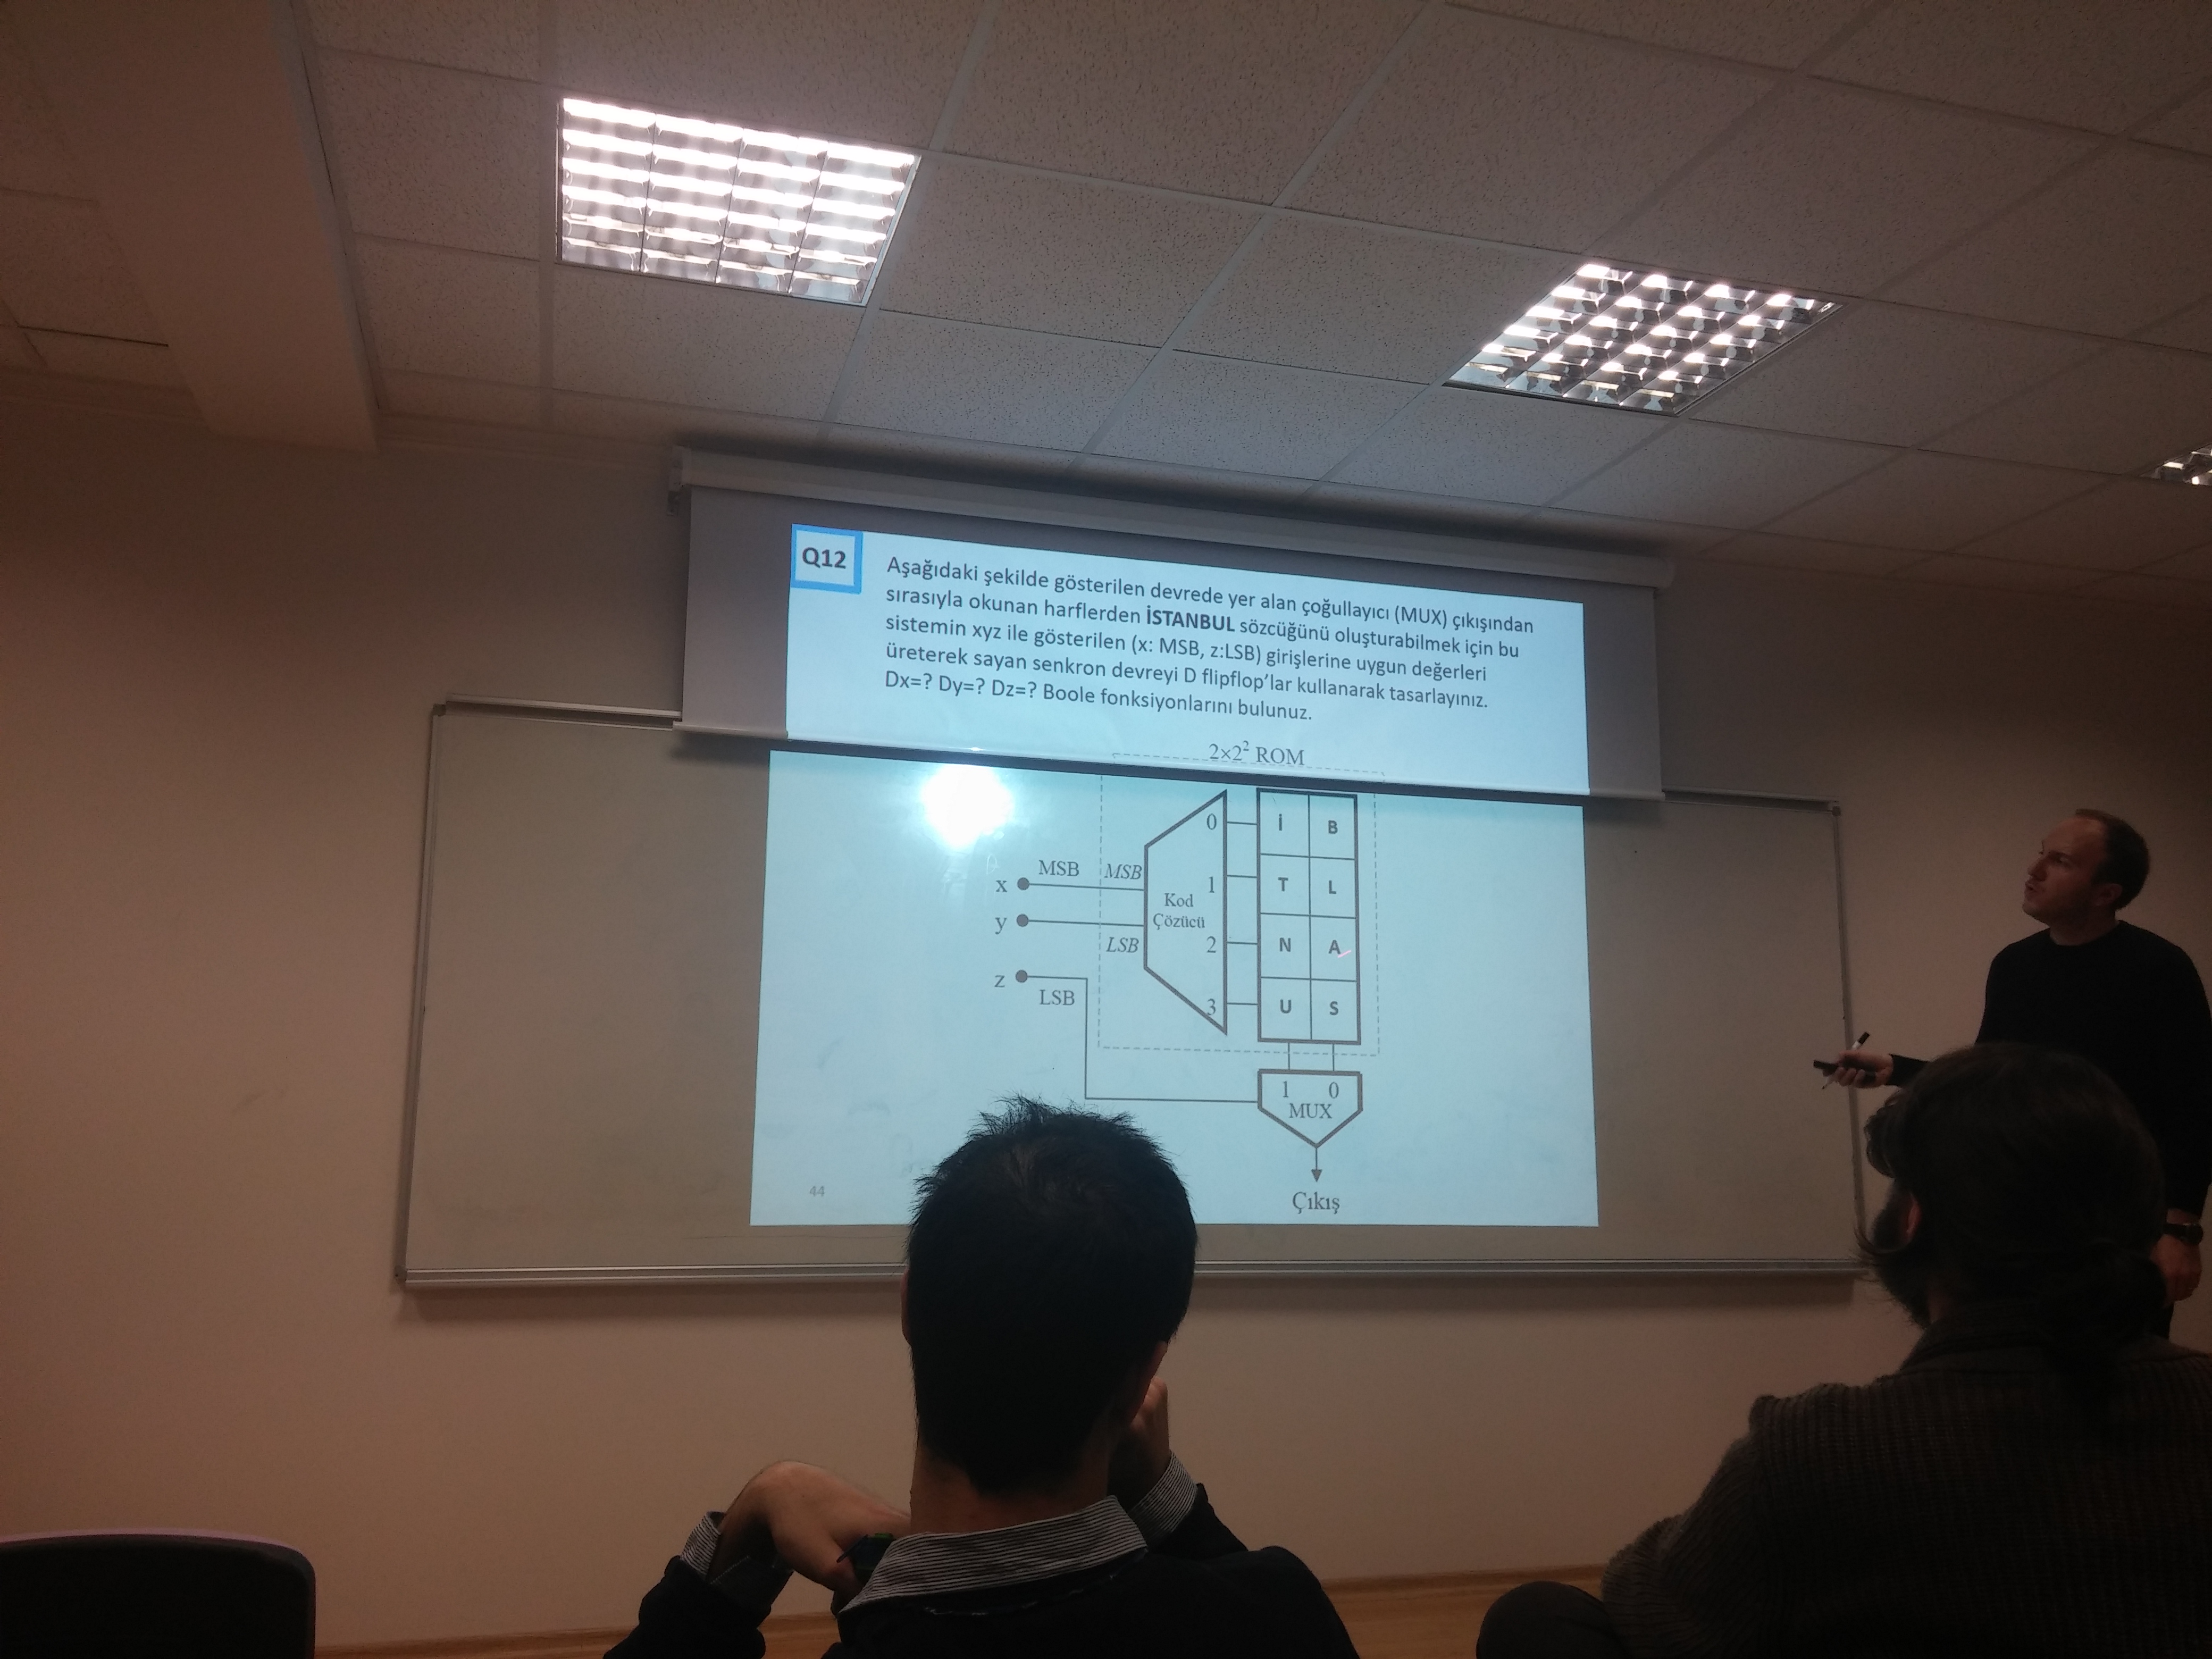 Q12
Aşağıdaki şekilde gösterilen devrede yer alan çoğullayıcı (MUX) çıkışından
sırasıyla okunan harflerden İSTANBUL sözcüğünü oluşturabilmek için bu
sistemin xyz ile gösterilen (x: MSB, z:LSB) girişlerine uygun değerleri
üreterek sayan senkron devreyi D flipflop'lar kullanarak tasarlayınız.
Dx=? Dy=? Dz=? Boole fonksiyonlarını bulunuz.
2×2² ROM
0 İ B
x MSB MSB 1 T L
Kod
Çözücü
y LSB 2 N A
z LSB 3 U S
1 0
MUX
Çıkış
44